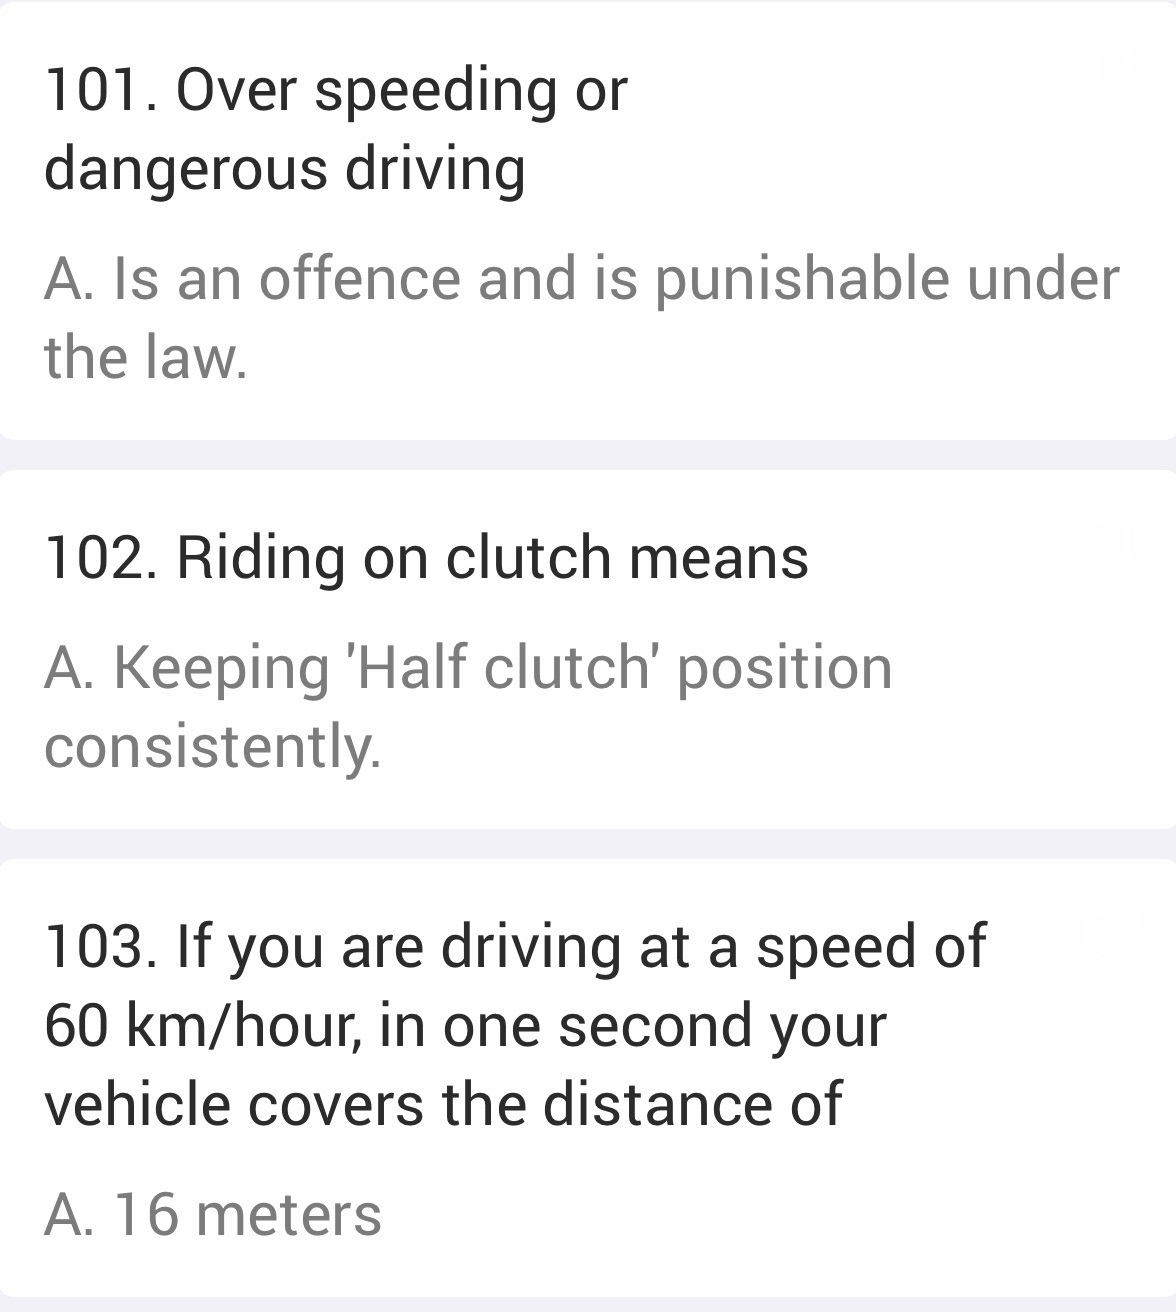 101. Over speeding or
dangerous driving
A. Is an offence and is punishable under
the law.
102. Riding on clutch means
A. Keeping 'Half clutch' position
consistently.
103. If you are driving at a speed of
60 km/hour, in one second your
vehicle covers the distance of
A. 16 meters